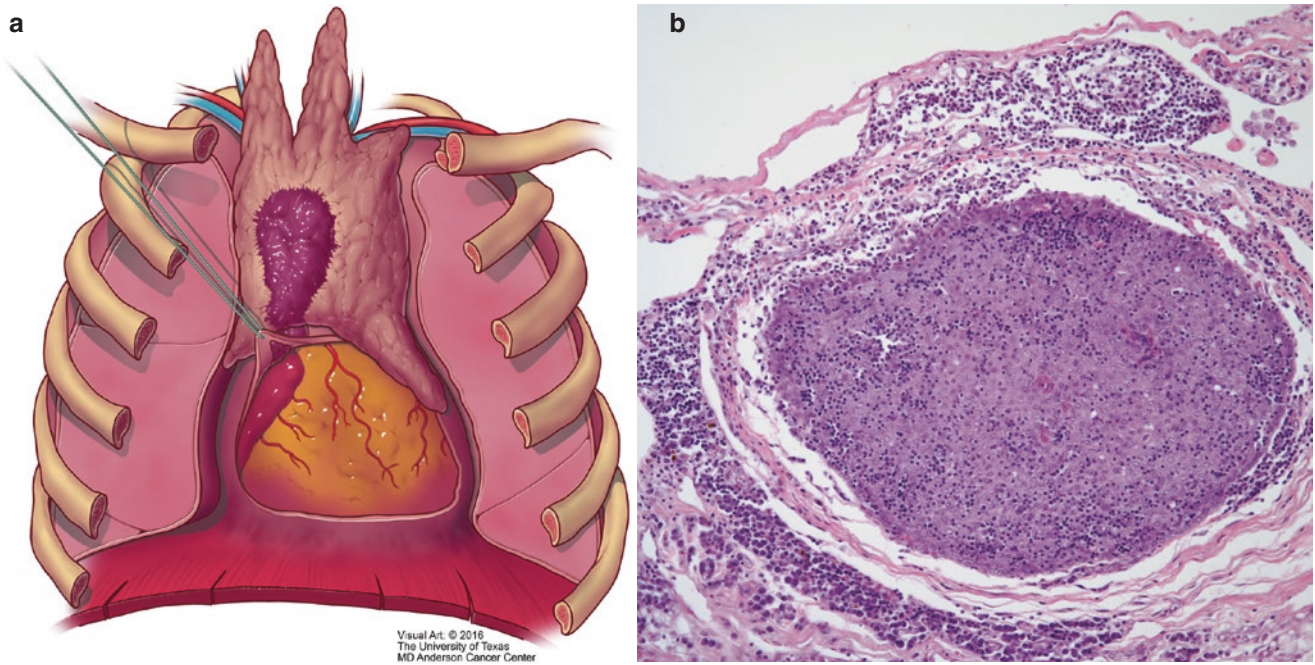 a
b
Visual Art: © 2016
The University of Texas
MD Anderson Cancer Center